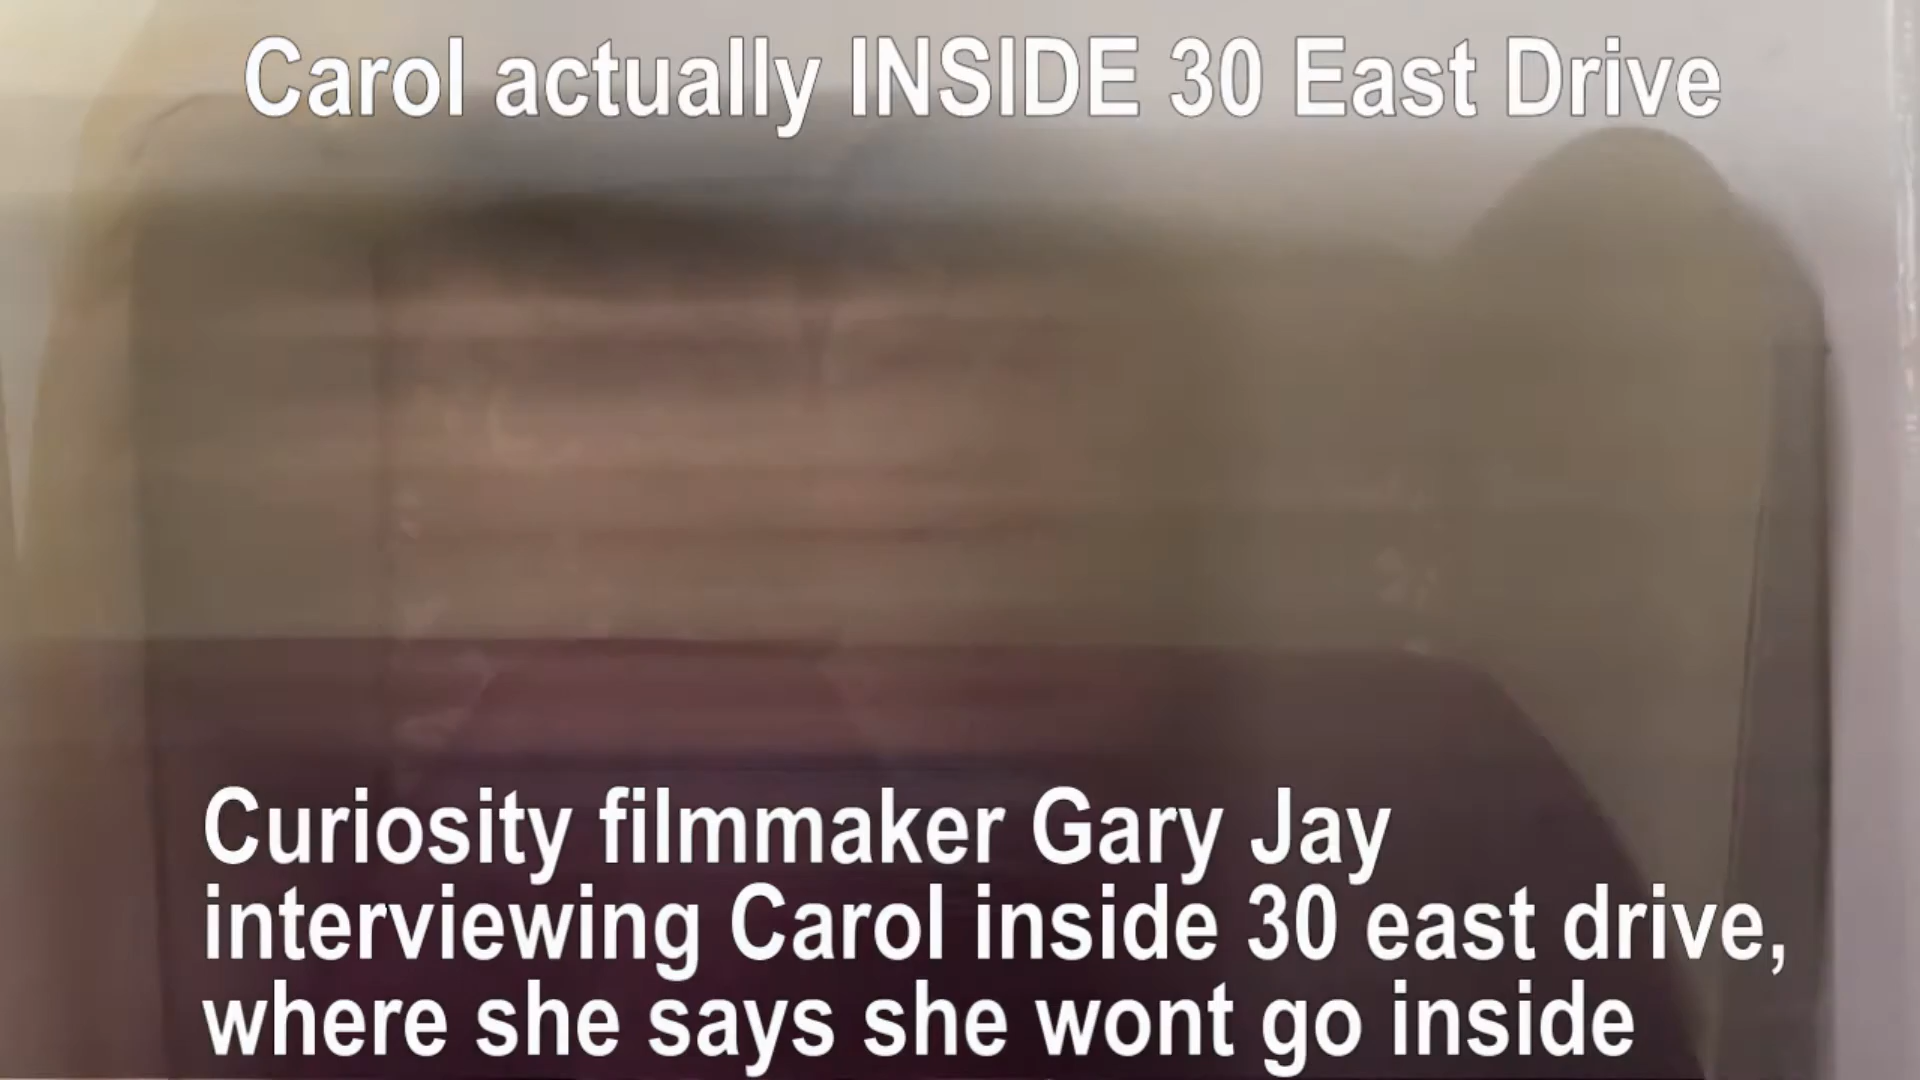 Carol actually INSIDE 30 East Drive
Curiosity filmmaker Gary Jay
interviewing Carol inside 30 east drive,
where she says she wont go inside